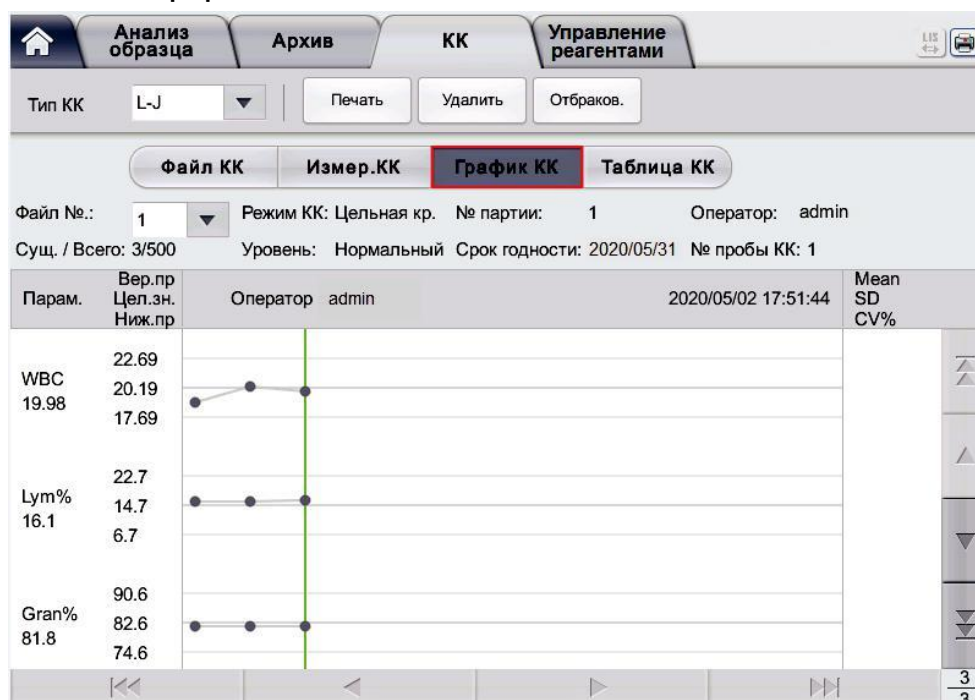 Анализ образца
Архив
КК
Управление реагентами
LIS
Тип КК
L-J
Печать
Удалить
Отбраков.
Файл КК
Измер.КК
График КК
Таблица КК
Файл №.: 1 Режим КК: Цельная кр. № партии: 1 Оператор: admin
Сущ. / Всего: 3/500 Уровень: Нормальный Срок годности: 2020/05/31 № пробы КК: 1
Парам.
Вер.пр
Цел.зн.
Ниж.пр
Оператор admin
2020/05/02 17:51:44
Mean
SD
CV%
WBC
19.98
22.69
20.19
17.69
Lym%
16.1
22.7
14.7
6.7
Gran%
81.8
90.6
82.6
74.6
3
3